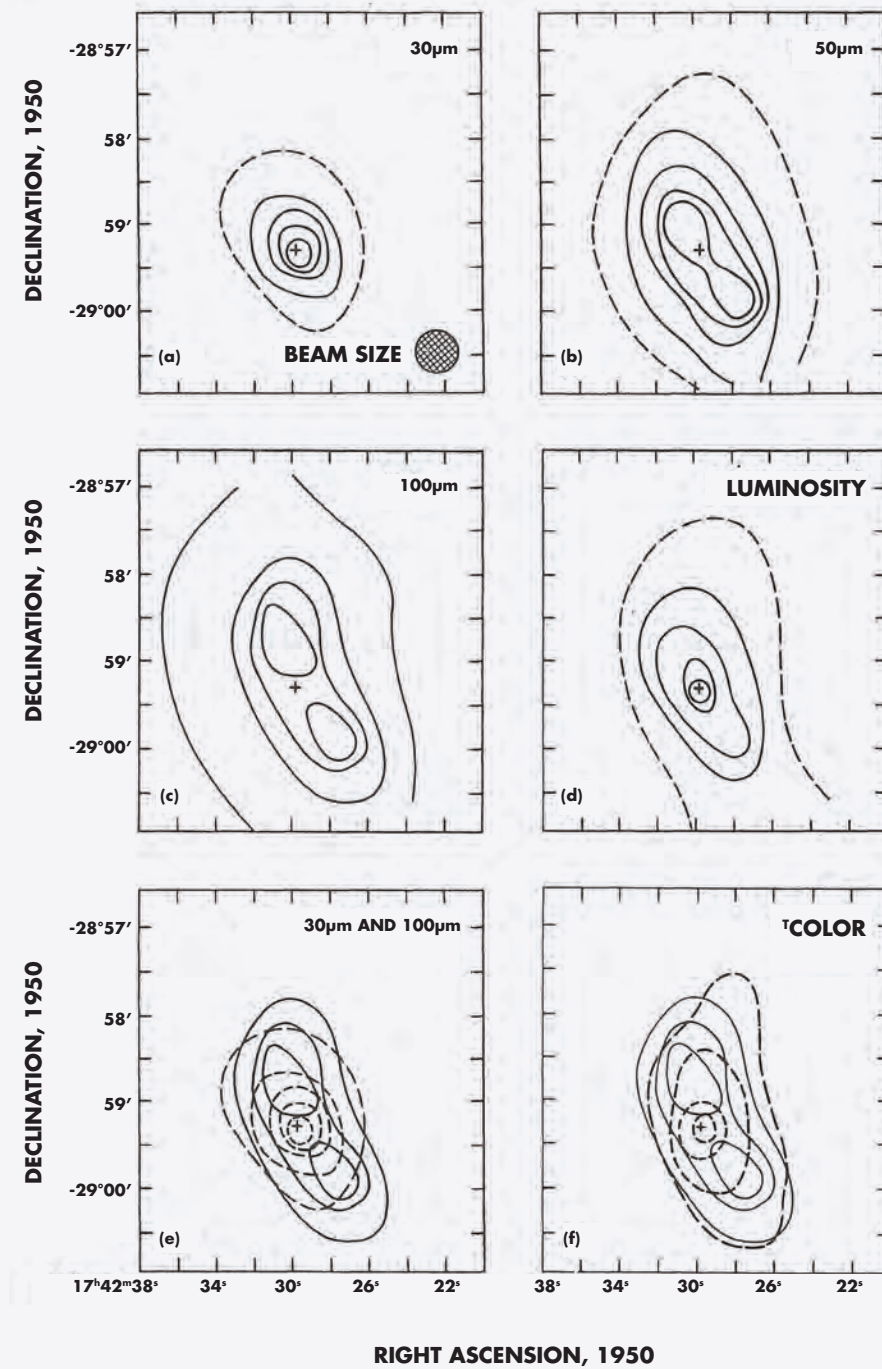 DECLINATION, 1950
-28°57′
58′
59′
-29°00′
30µm
(a)
BEAM SIZE
50µm
(b)
DECLINATION, 1950
-28°57′
58′
59′
-29°00′
100µm
(c)
LUMINOSITY
(d)
DECLINATION, 1950
-28°57′
58′
59′
-29°00′
30µm AND 100µm
(e)
TCOLOR
(f)
17ʰ42ᵐ38ˢ 34ˢ 30ˢ 26ˢ 22ˢ
38ˢ 34ˢ 30ˢ 26ˢ 22ˢ
RIGHT ASCENSION, 1950